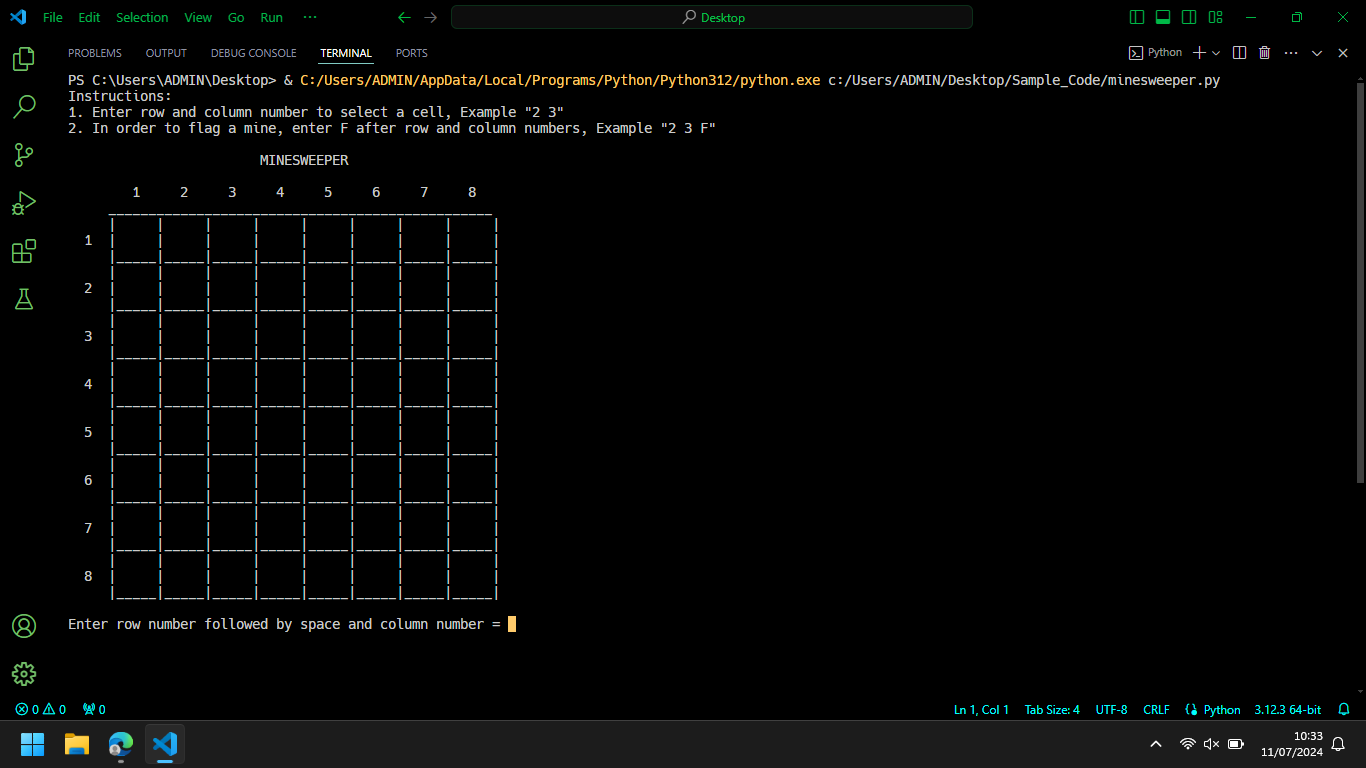 File Edit Selection View Go Run ··· Desktop
PROBLEMS OUTPUT DEBUG CONSOLE TERMINAL PORTS Python
PS C:\Users\ADMIN\Desktop> & C:/Users/ADMIN/AppData/Local/Programs/Python/Python312/python.exe c:/Users/ADMIN/Desktop/Sample_Code/minesweeper.py
Instructions:
1. Enter row and column number to select a cell, Example "2 3"
2. In order to flag a mine, enter F after row and column numbers, Example "2 3 F"
MINESWEEPER
1 2 3 4 5 6 7 8
1
2
3
4
5
6
7
8
Enter row number followed by space and column number =
0 0 0 Ln 1, Col 1 Tab Size: 4 UTF-8 CRLF Python 3.12.3 64-bit
10:33
11/07/2024